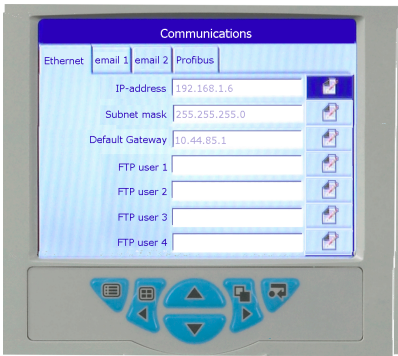 Communications
Ethernet email 1 email 2 Profibus
IP-address 192.168.1.6
Subnet mask 255.255.255.0
Default Gateway 10.44.85.1
FTP user 1
FTP user 2
FTP user 3
FTP user 4